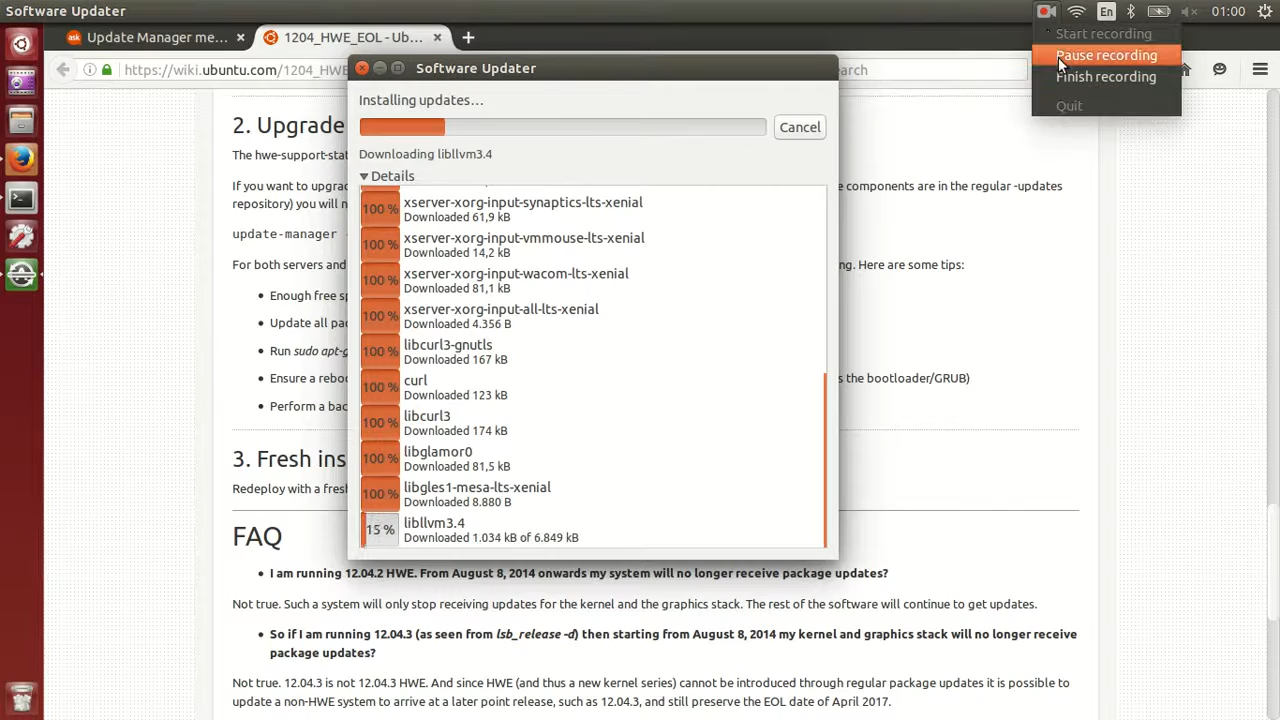 Software Updater
En
01:00
ask Update Manager me... ×
1204_HWE_EOL - Ub... ×
https://wiki.ubuntu.com/1204_HWE
earch
Start recording
Pause recording
Finish recording
Quit
Software Updater
Installing updates...
Cancel
Downloading libllvm3.4
Details
100 % xserver-xorg-input-synaptics-lts-xenial
Downloaded 61,9 kB
100 % xserver-xorg-input-vmmouse-lts-xenial
Downloaded 14,2 kB
100 % xserver-xorg-input-wacom-lts-xenial
Downloaded 81,1 kB
100 % xserver-xorg-input-all-lts-xenial
Downloaded 4.356 B
100 % libcurl3-gnutls
Downloaded 167 kB
100 % curl
Downloaded 123 kB
100 % libcurl3
Downloaded 174 kB
100 % libglamor0
Downloaded 81,5 kB
100 % libgles1-mesa-lts-xenial
Downloaded 8.880 B
15 % libllvm3.4
Downloaded 1.034 kB of 6.849 kB
2. Upgrade
The hwe-support-stat
If you want to upgra
e components are in the regular -updates
repository) you will n
update-manager
For both servers and
ng. Here are some tips:
• Enough free sp
• Update all pac
• Run sudo apt-g
• Ensure a rebo
s the bootloader/GRUB)
• Perform a bac
3. Fresh ins
Redeploy with a fresh
FAQ
• I am running 12.04.2 HWE. From August 8, 2014 onwards my system will no longer receive package updates?
Not true. Such a system will only stop receiving updates for the kernel and the graphics stack. The rest of the software will continue to get updates.
• So if I am running 12.04.3 (as seen from lsb_release -d) then starting from August 8, 2014 my kernel and graphics stack will no longer receive
package updates?
Not true. 12.04.3 is not 12.04.3 HWE. And since HWE (and thus a new kernel series) cannot be introduced through regular package updates it is possible to
update a non-HWE system to arrive at a later point release, such as 12.04.3, and still preserve the EOL date of April 2017.